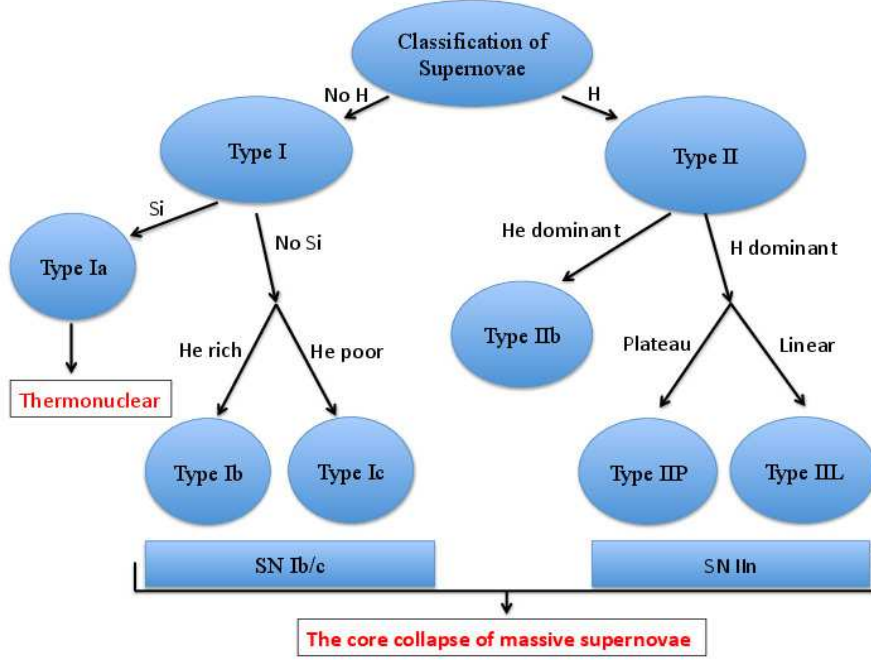 Classification of
Supernovae
No H
H
Type I
Type II
Si
No Si
He dominant
H dominant
Type Ia
Type IIb
He rich
He poor
Plateau
Linear
Thermonuclear
Type Ib
Type Ic
Type IIP
Type IIL
SN Ib/c
SN IIn
The core collapse of massive supernovae